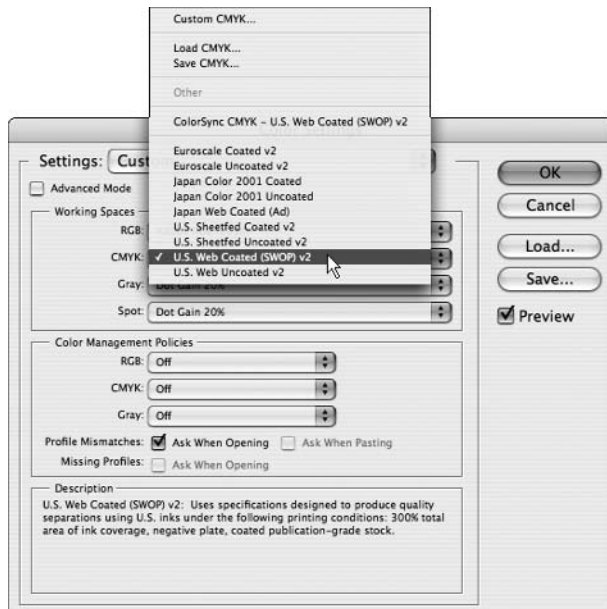 Custom CMYK...
Load CMYK...
Save CMYK...
Other
ColorSync CMYK – U.S. Web Coated (SWOP) v2
Euroscale Coated v2
Euroscale Uncoated v2
Japan Color 2001 Coated
Japan Color 2001 Uncoated
Japan Web Coated (Ad)
U.S. Sheetfed Coated v2
U.S. Sheetfed Uncoated v2
✓ U.S. Web Coated (SWOP) v2
U.S. Web Uncoated v2
Settings: Cust
Advanced Mode
Working Spaces
RGB:
CMYK:
Gray: Dot Gain 20%
Spot: Dot Gain 20%
Color Management Policies
RGB: Off
CMYK: Off
Gray: Off
Profile Mismatches: Ask When Opening Ask When Pasting
Missing Profiles: Ask When Opening
Description
U.S. Web Coated (SWOP) v2: Uses specifications designed to produce quality
separations using U.S. inks under the following printing conditions: 300% total
area of ink coverage, negative plate, coated publication-grade stock.
OK
Cancel
Load...
Save...
Preview